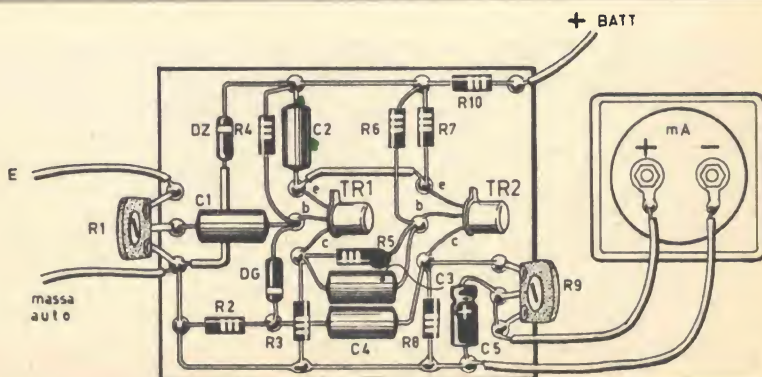 + BATT
R10
DZ
R4
C2
R6
R7
+
-
mA
E
e
TR1
e
TR2
R1
C1
b
b
c
R5
c
DG
C3
R9
massa
auto
R2
R3
C4
R8
+
C5